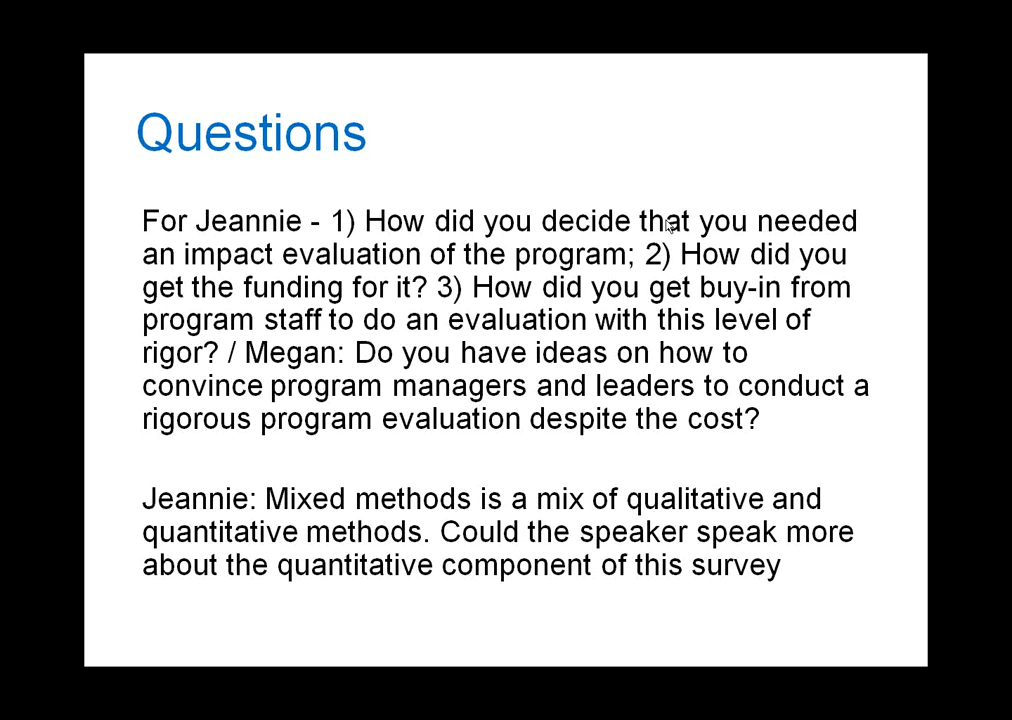 Questions
For Jeannie - 1) How did you decide that you needed
an impact evaluation of the program; 2) How did you
get the funding for it? 3) How did you get buy-in from
program staff to do an evaluation with this level of
rigor? / Megan: Do you have ideas on how to
convince program managers and leaders to conduct a
rigorous program evaluation despite the cost?
Jeannie: Mixed methods is a mix of qualitative and
quantitative methods. Could the speaker speak more
about the quantitative component of this survey